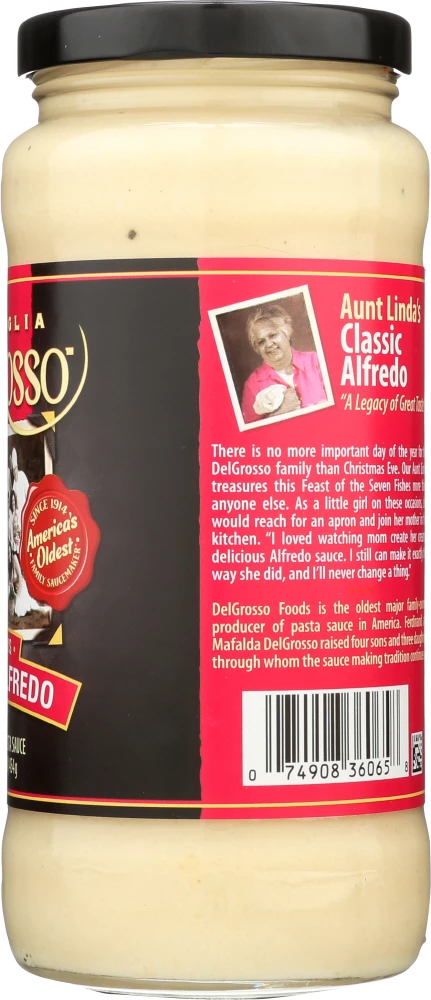 GLIA
OSSO™
SINCE 1914
America's
Oldest
FAMILY SAUCEMAKER
FREDO
SAUCE
454g
Aunt Linda's
Classic
Alfredo
"A Legacy of Great Taste
There is no more important day of the year for
DelGrosso family than Christmas Eve. Our Aunt
treasures this Feast of the Seven Fishes more
anyone else. As a little girl on these occasions,
would reach for an apron and join her mother in
kitchen. "I loved watching mom create her
delicious Alfredo sauce. I still can make it exactly
way she did, and I'll never change a thing."
DelGrosso Foods is the oldest major family-
producer of pasta sauce in America. Ferdinand
Mafalda DelGrosso raised four sons and three
through whom the sauce making tradition
0 74908 36065 8